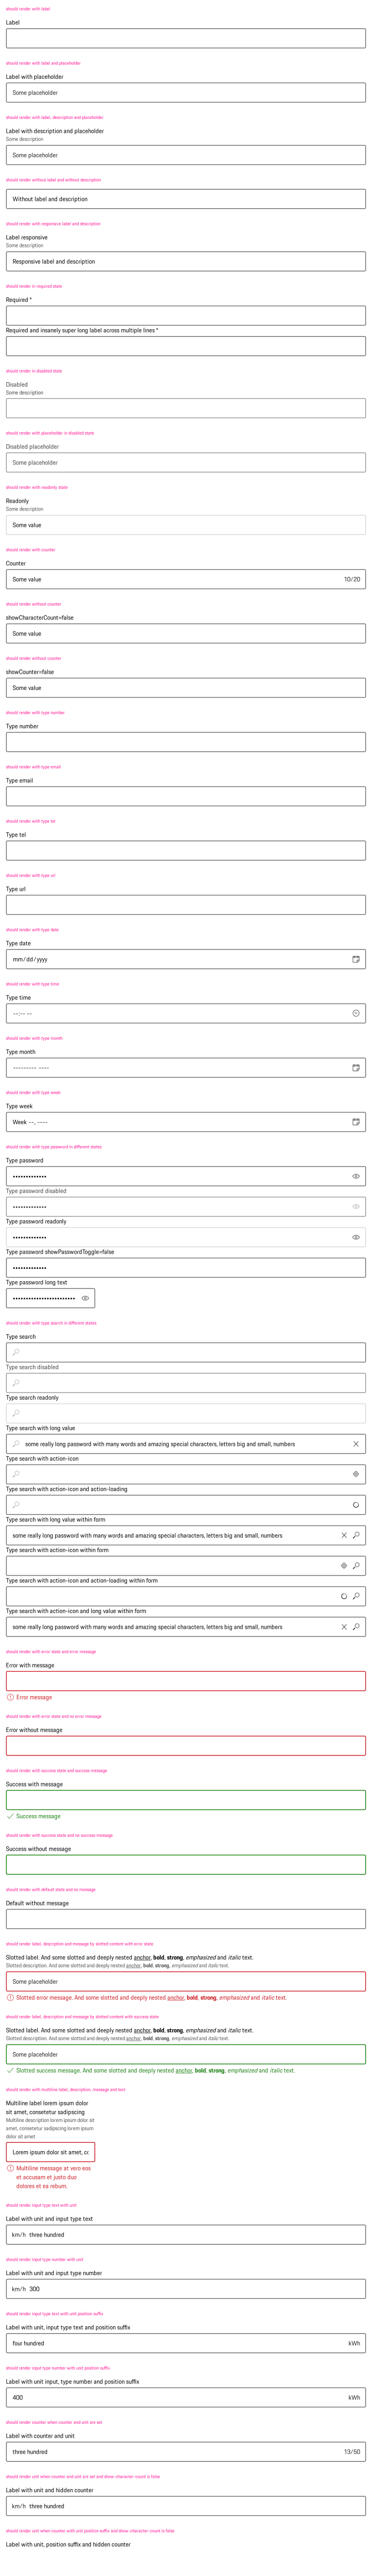 should render with label
Label
should render with label and placeholder
Label with placeholder
Some placeholder
should render with label, description and placeholder
Label with description and placeholder
Some description
Some placeholder
should render without label and without description
Without label and description
should render with responsive label and description
Label responsive
Some description
Responsive label and description
should render in required state
Required *
Required and insanely super long label across multiple lines *
should render in disabled state
Disabled
Some description
should render with placeholder in disabled state
Disabled placeholder
Some placeholder
should render with readonly state
Readonly
Some description
Some value
should render with counter
Counter
Some value 10/20
should render without counter
showCharacterCount=false
Some value
should render without counter
showCounter=false
Some value
should render with type number
Type number
should render with type email
Type email
should render with type tel
Type tel
should render with type url
Type url
should render with type date
Type date
mm/dd/yyyy
should render with type time
Type time
--:-- --
should render with type month
Type month
--------- ----
should render with type week
Type week
Week --, ----
should render with type password in different states
Type password
•••••••••••••
Type password disabled
•••••••••••••
Type password readonly
•••••••••••••
Type password showPasswordToggle=false
•••••••••••••
Type password long text
••••••••••••••••••••••••
should render with type search in different states
Type search
Type search disabled
Type search readonly
Type search with long value
some really long password with many words and amazing special characters, letters big and small, numbers
Type search with action-icon
Type search with action-icon and action-loading
Type search with long value within form
some really long password with many words and amazing special characters, letters big and small, numbers
Type search with action-icon within form
Type search with action-icon and action-loading within form
Type search with action-icon and long value within form
some really long password with many words and amazing special characters, letters big and small, numbers
should render with error state and error message
Error with message
Error message
should render with error state and no error message
Error without message
should render with success state and success message
Success with message
Success message
should render with success state and no success message
Success without message
should render with default state and no message
Default without message
should render label, description and message by slotted content with error state
Slotted label. And some slotted and deeply nested anchor, bold, strong, emphasized and italic text.
Slotted description. And some slotted and deeply nested anchor, bold, strong, emphasized and italic text.
Some placeholder
Slotted error message. And some slotted and deeply nested anchor, bold, strong, emphasized and italic text.
should render label, description and message by slotted content with success state
Slotted label. And some slotted and deeply nested anchor, bold, strong, emphasized and italic text.
Slotted description. And some slotted and deeply nested anchor, bold, strong, emphasized and italic text.
Some placeholder
Slotted success message. And some slotted and deeply nested anchor, bold, strong, emphasized and italic text.
should render with multiline label, description, message and text
Multiline label lorem ipsum dolor
sit amet, consetetur sadipscing
Multiline description lorem ipsum dolor sit
amet, consetetur sadipscing lorem ipsum
dolor sit amet
Lorem ipsum dolor sit amet, co
Multiline message at vero eos
et accusam et justo duo
dolores et ea rebum.
should render input type text with unit
Label with unit and input type text
km/h three hundred
should render input type number with unit
Label with unit and input type number
km/h 300
should render input type text with unit position suffix
Label with unit, input type text and position suffix
four hundred kWh
should render input type number with unit position suffix
Label with unit input, type number and position suffix
400 kWh
should render counter when counter and unit are set
Label with counter and unit
three hundred 13/50
should render unit when counter and unit are set and show-character-count is false
Label with unit and hidden counter
km/h three hundred
should render unit when counter with unit position suffix and show-character-count is false
Label with unit, position suffix and hidden counter